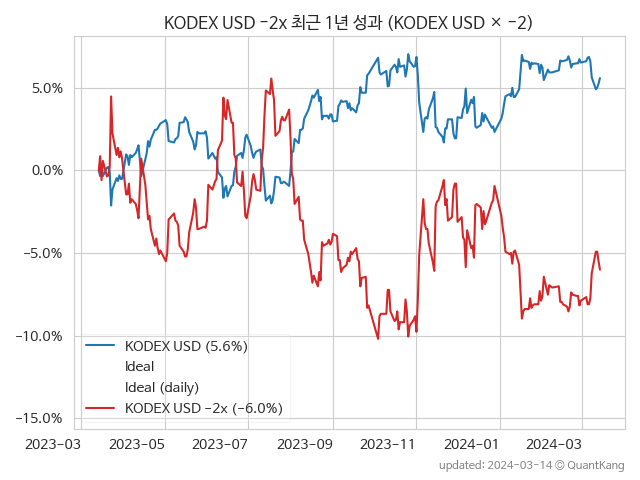 KODEX USD -2x 최근 1년 성과 (KODEX USD × -2)
5.0%
0.0%
-5.0%
-10.0%
-15.0%
KODEX USD (5.6%)
Ideal
Ideal (daily)
KODEX USD -2x (-6.0%)
2023-03 2023-05 2023-07 2023-09 2023-11 2024-01 2024-03
updated: 2024-03-14 © QuantKang